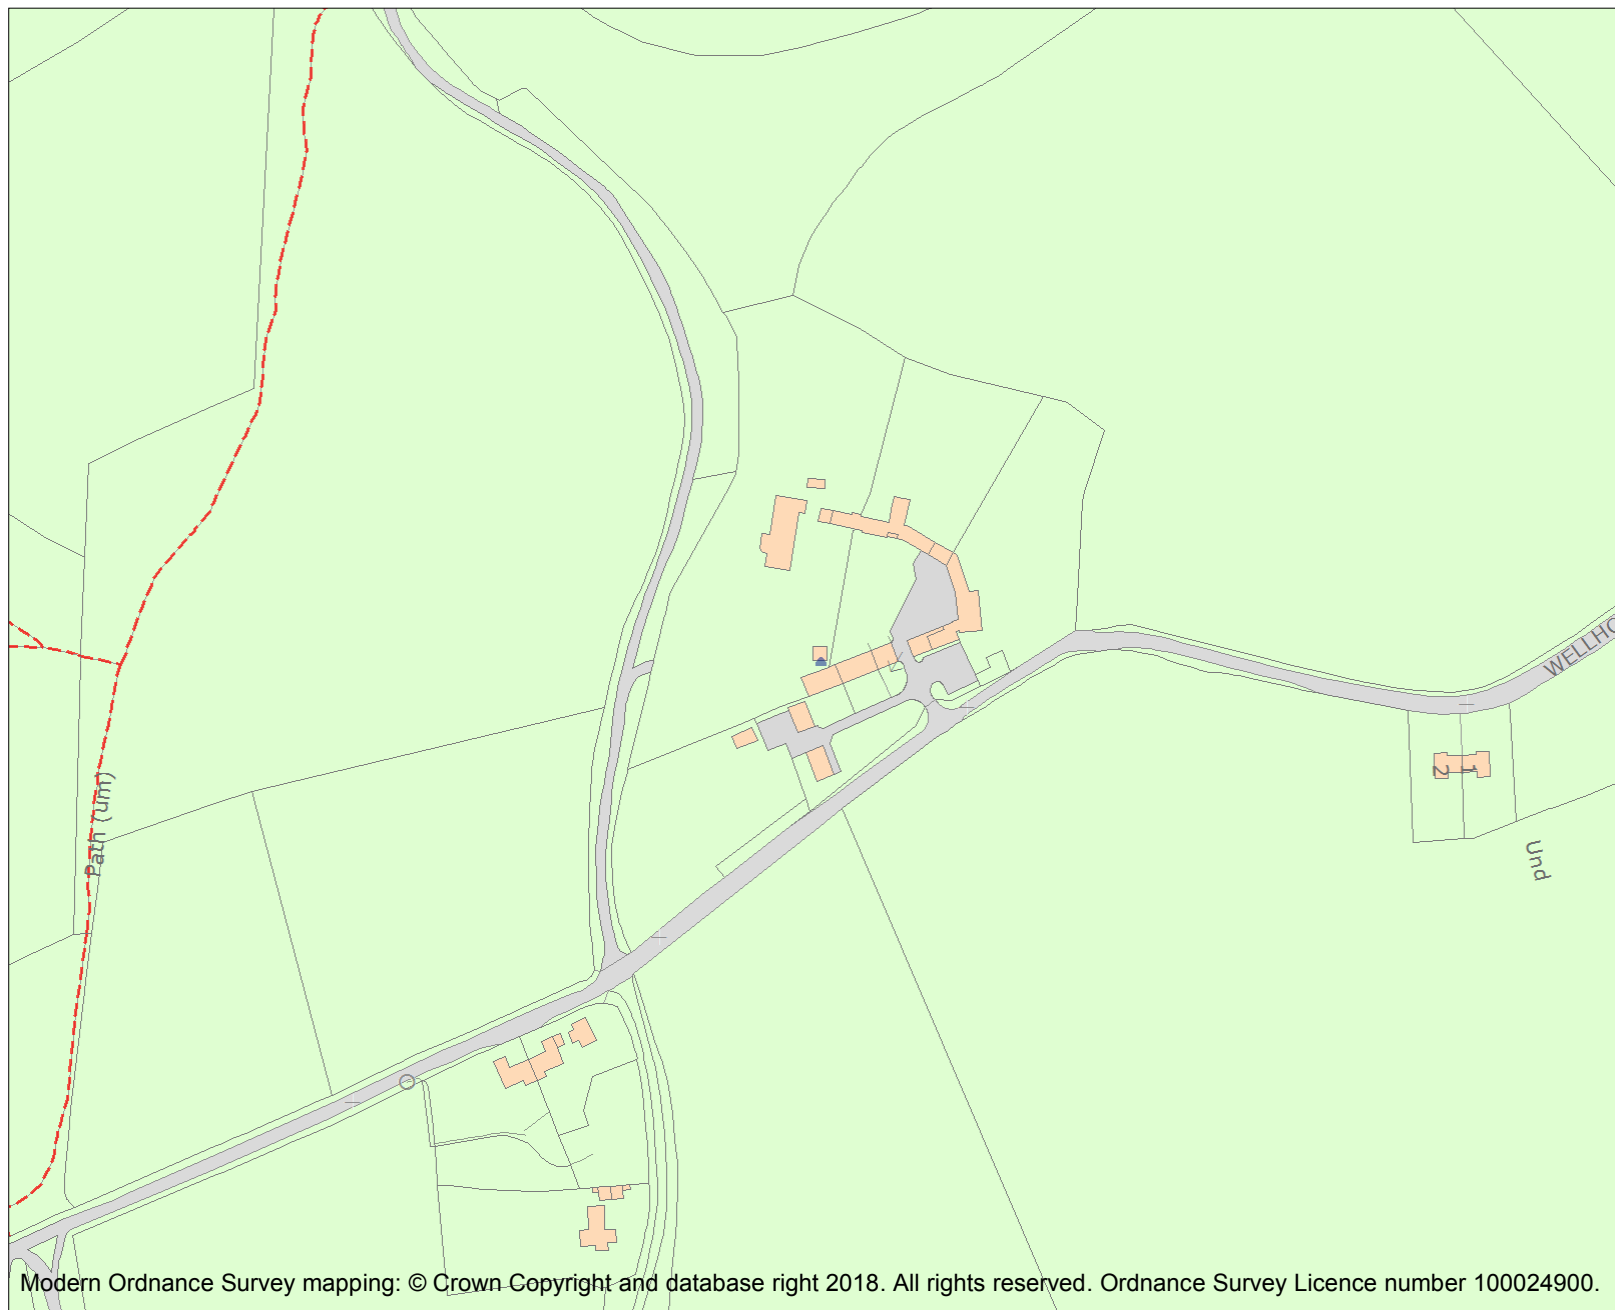 WELLHO
2
1
Path (um)
Und
Modern Ordnance Survey mapping: © Crown Copyright and database right 2018. All rights reserved. Ordnance Survey Licence number 100024900.